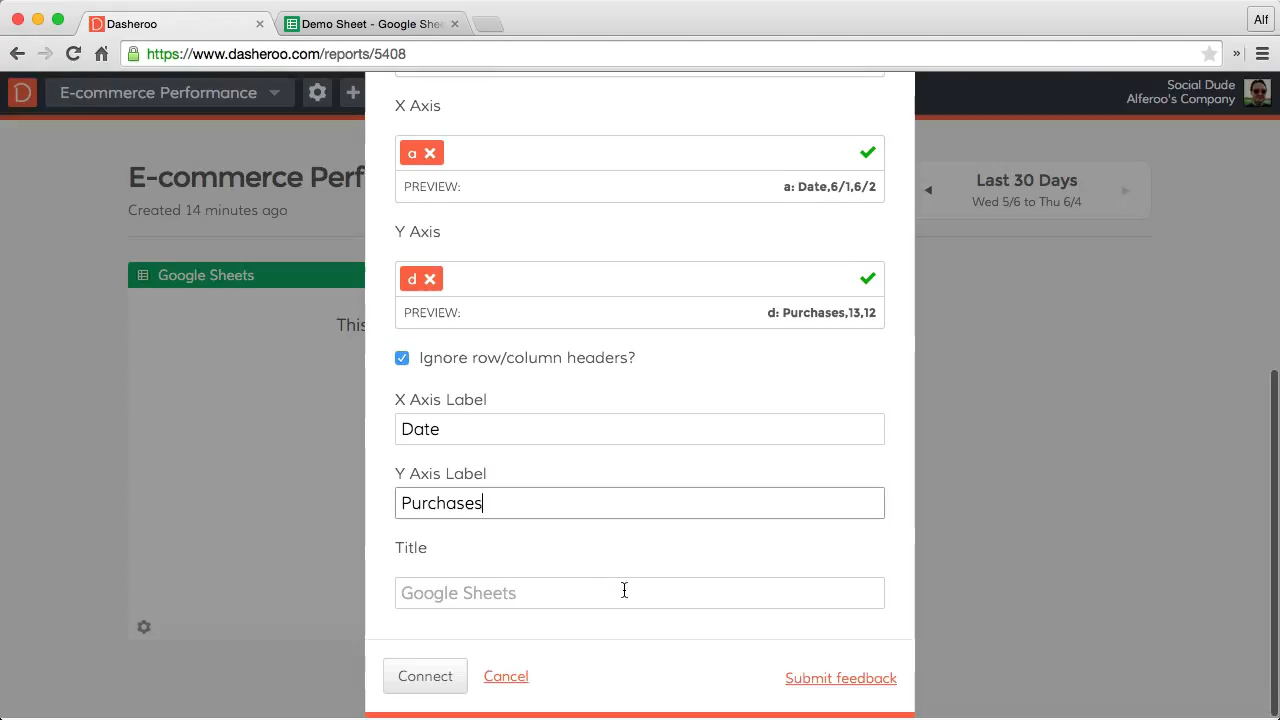 Dasheroo
Demo Sheet - Google Shee
Alf
https://www.dasheroo.com/reports/5408
E-commerce Performance
Social Dude
Alferoo's Company
X Axis
a
PREVIEW:
a: Date,6/1,6/2
E-commerce Perf
Created 14 minutes ago
Last 30 Days
Wed 5/6 to Thu 6/4
Y Axis
Google Sheets
d
PREVIEW:
d: Purchases,13,12
This
Ignore row/column headers?
X Axis Label
Date
Y Axis Label
Purchases
Title
Google Sheets
Connect
Cancel
Submit feedback